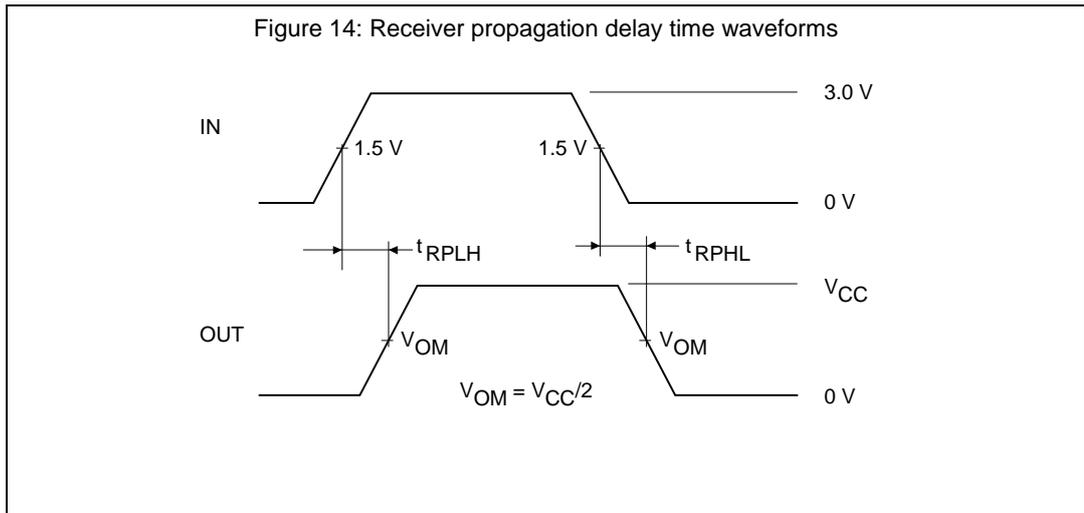 Figure 14: Receiver propagation delay time waveforms
3.0 V
IN
1.5 V
1.5 V
0 V
tRPLH
tRPHL
VCC
OUT
VOM
VOM
VOM = VCC/2
0 V